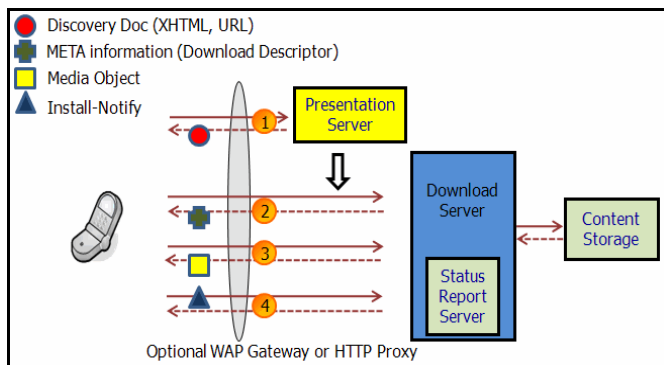 Discovery Doc (XHTML, URL)
META information (Download Descriptor)
Media Object
Install-Notify
1
Presentation
Server
2
3
4
Download
Server
Status
Report
Server
Content
Storage
Optional WAP Gateway or HTTP Proxy